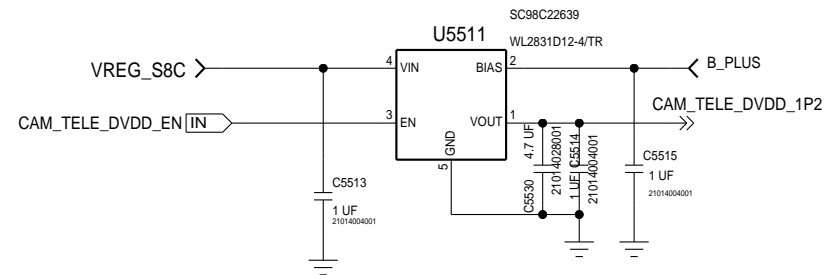 SC98C22639
U5511
WL2831D12-4/TR
VREG_S8C
4
VIN
BIAS
2
B_PLUS
CAM_TELE_DVDD_1P2
CAM_TELE_DVDD_EN
IN
3
EN
VOUT
1
GND
5
C5513
1 UF
21014004001
C5530
4.7 UF
21014028001
1 UF
C5514
21014004001
C5515
1 UF
21014004001